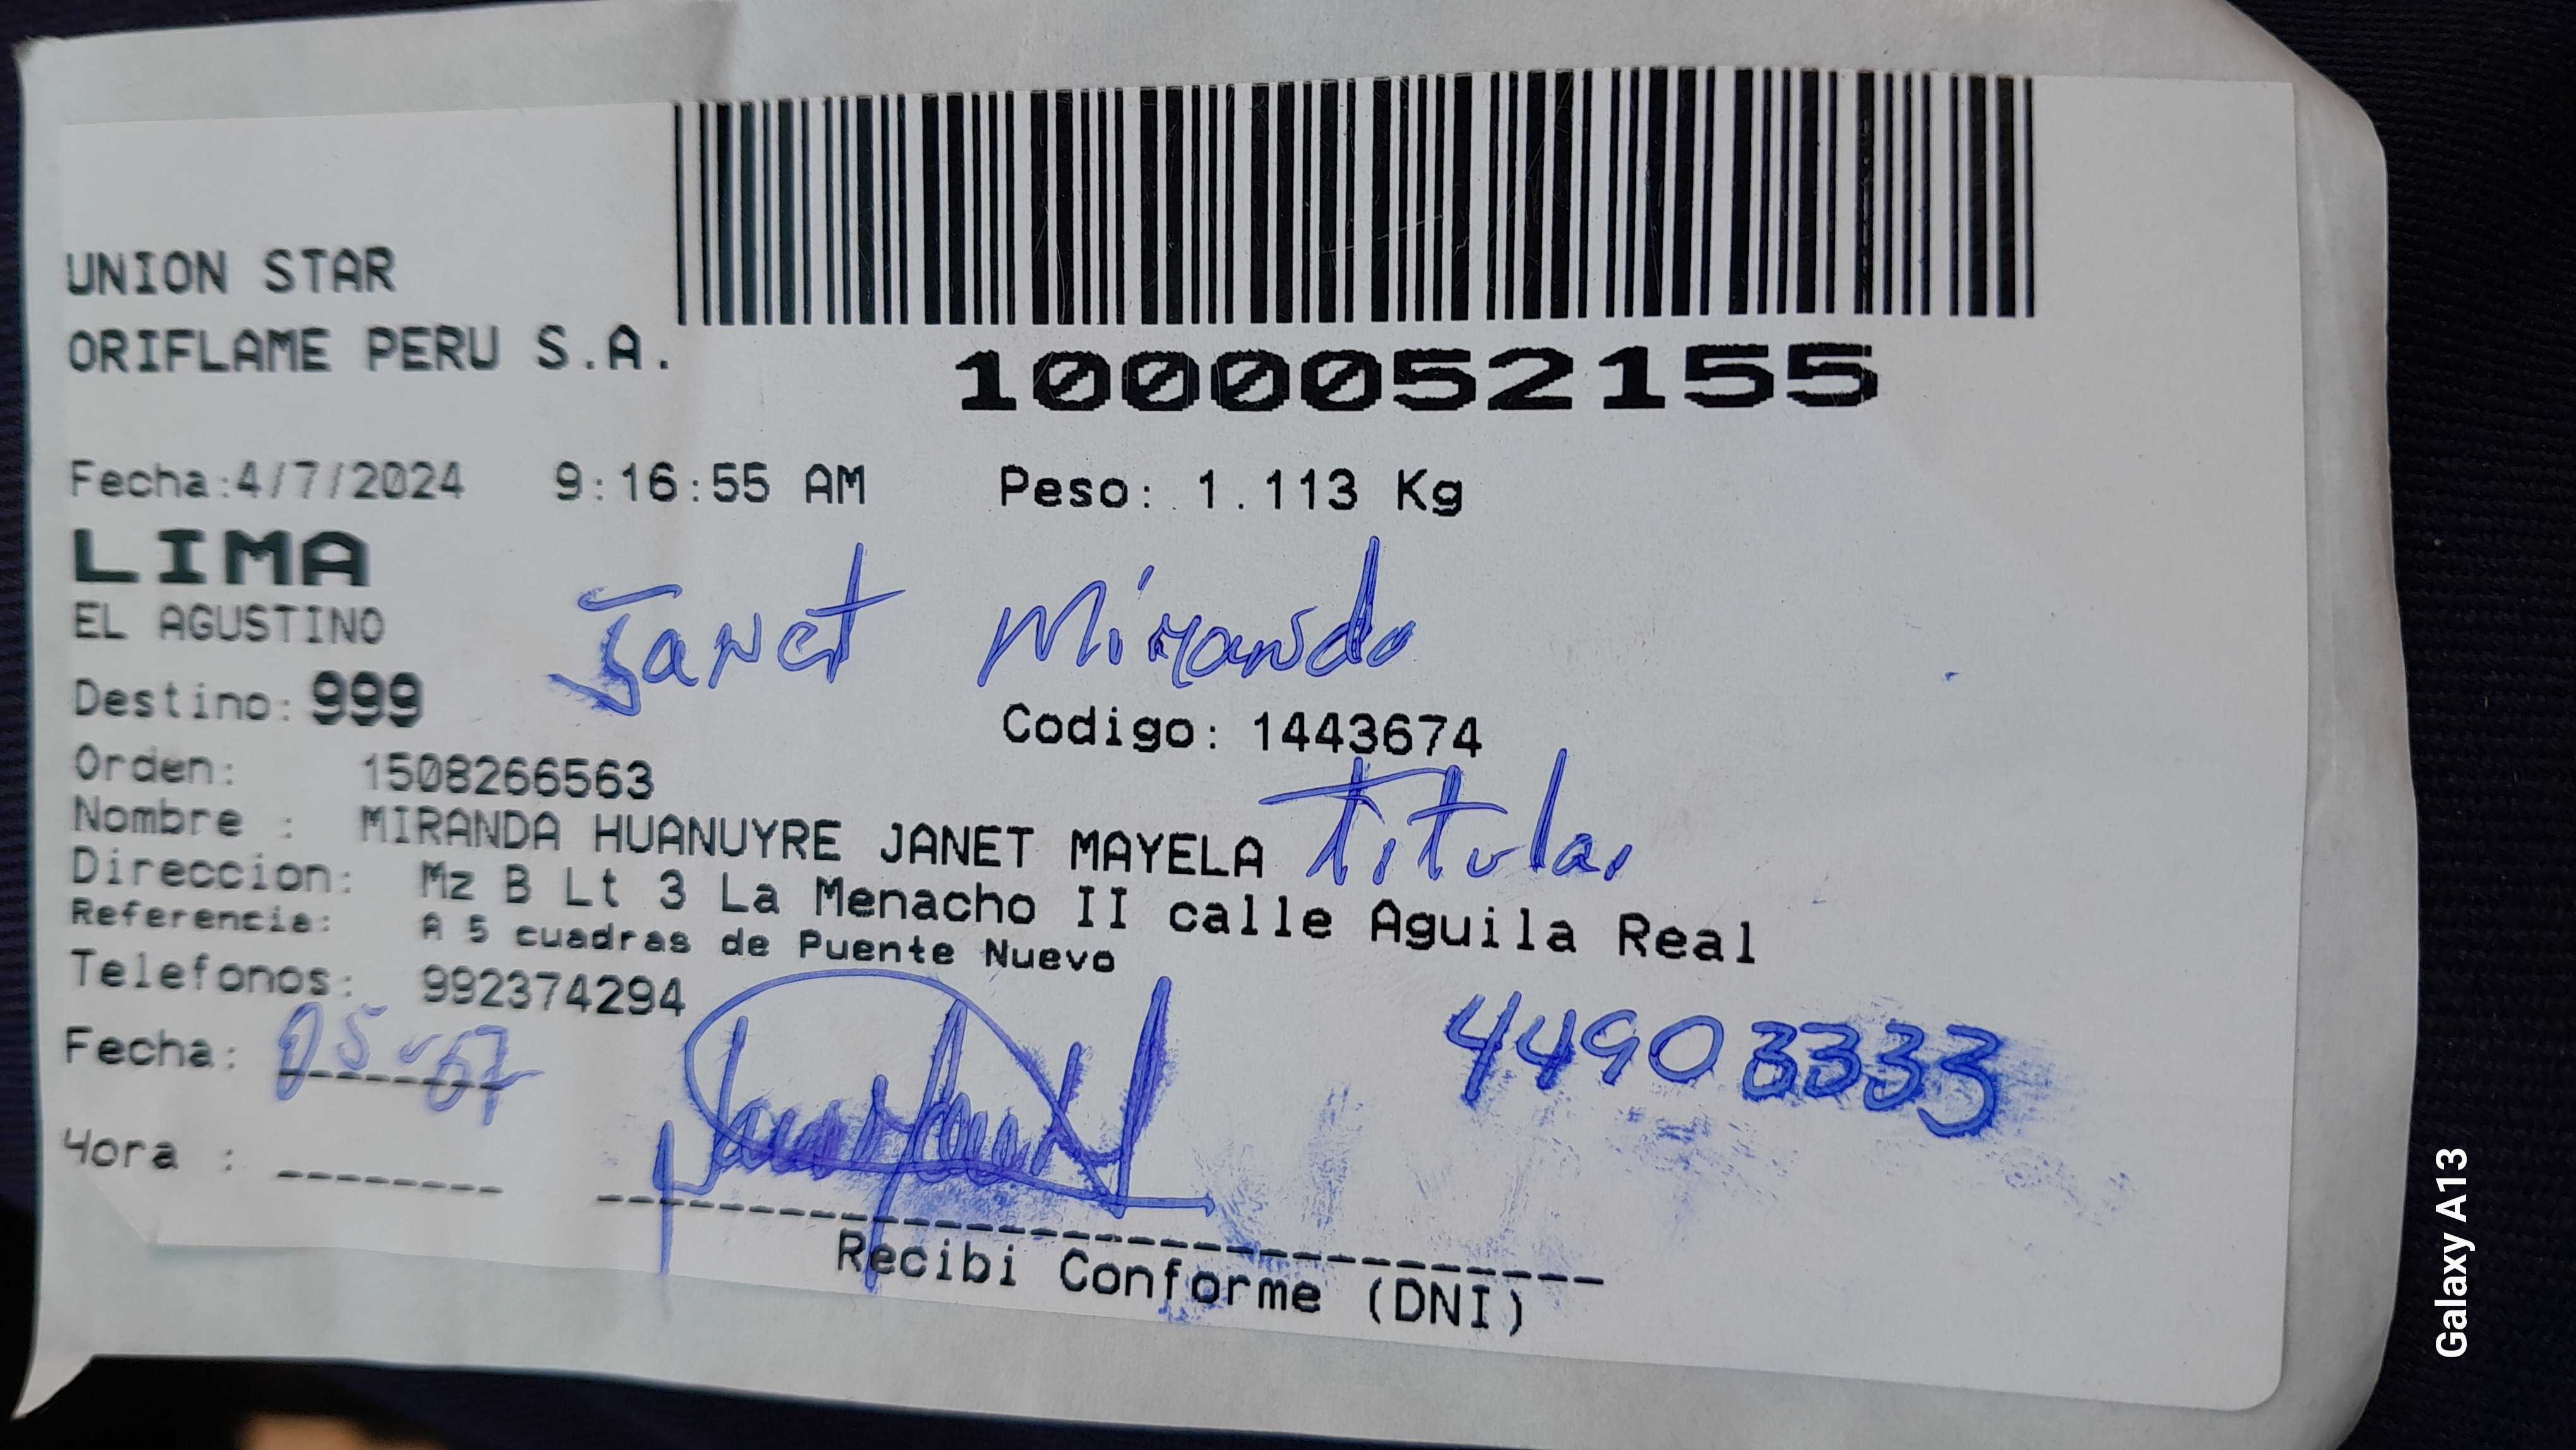 UNION STAR
ORIFLAME PERU S.A.
1000052155
Fecha:4/7/2024 9:16:55 AM Peso: 1.113 Kg
LIMA
EL AGUSTINO
Janet Miranda
Destino: 999
Codigo: 1443674
Orden: 1508266563
Nombre : MIRANDA HUANUYRE JANET MAYELA Titular
Direccion: Mz B Lt 3 La Menacho II calle Aguila Real
Referencia: A 5 cuadras de Puente Nuevo
Telefonos: 992374294
Fecha: 05-07
44903333
Hora :
Recibi Conforme (DNI)
Galaxy A13